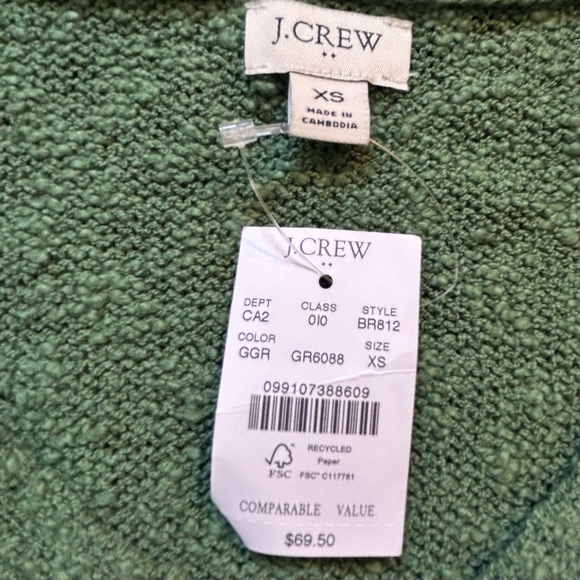 J.CREW
XS
MADE IN
CAMBODIA
J.CREW
DEPT CLASS STYLE
CA2 010 BR812
COLOR SIZE
GGR GR6088 XS
099107388609
RECYCLED
Paper
FSC FSC® C117761
COMPARABLE VALUE
$69.50